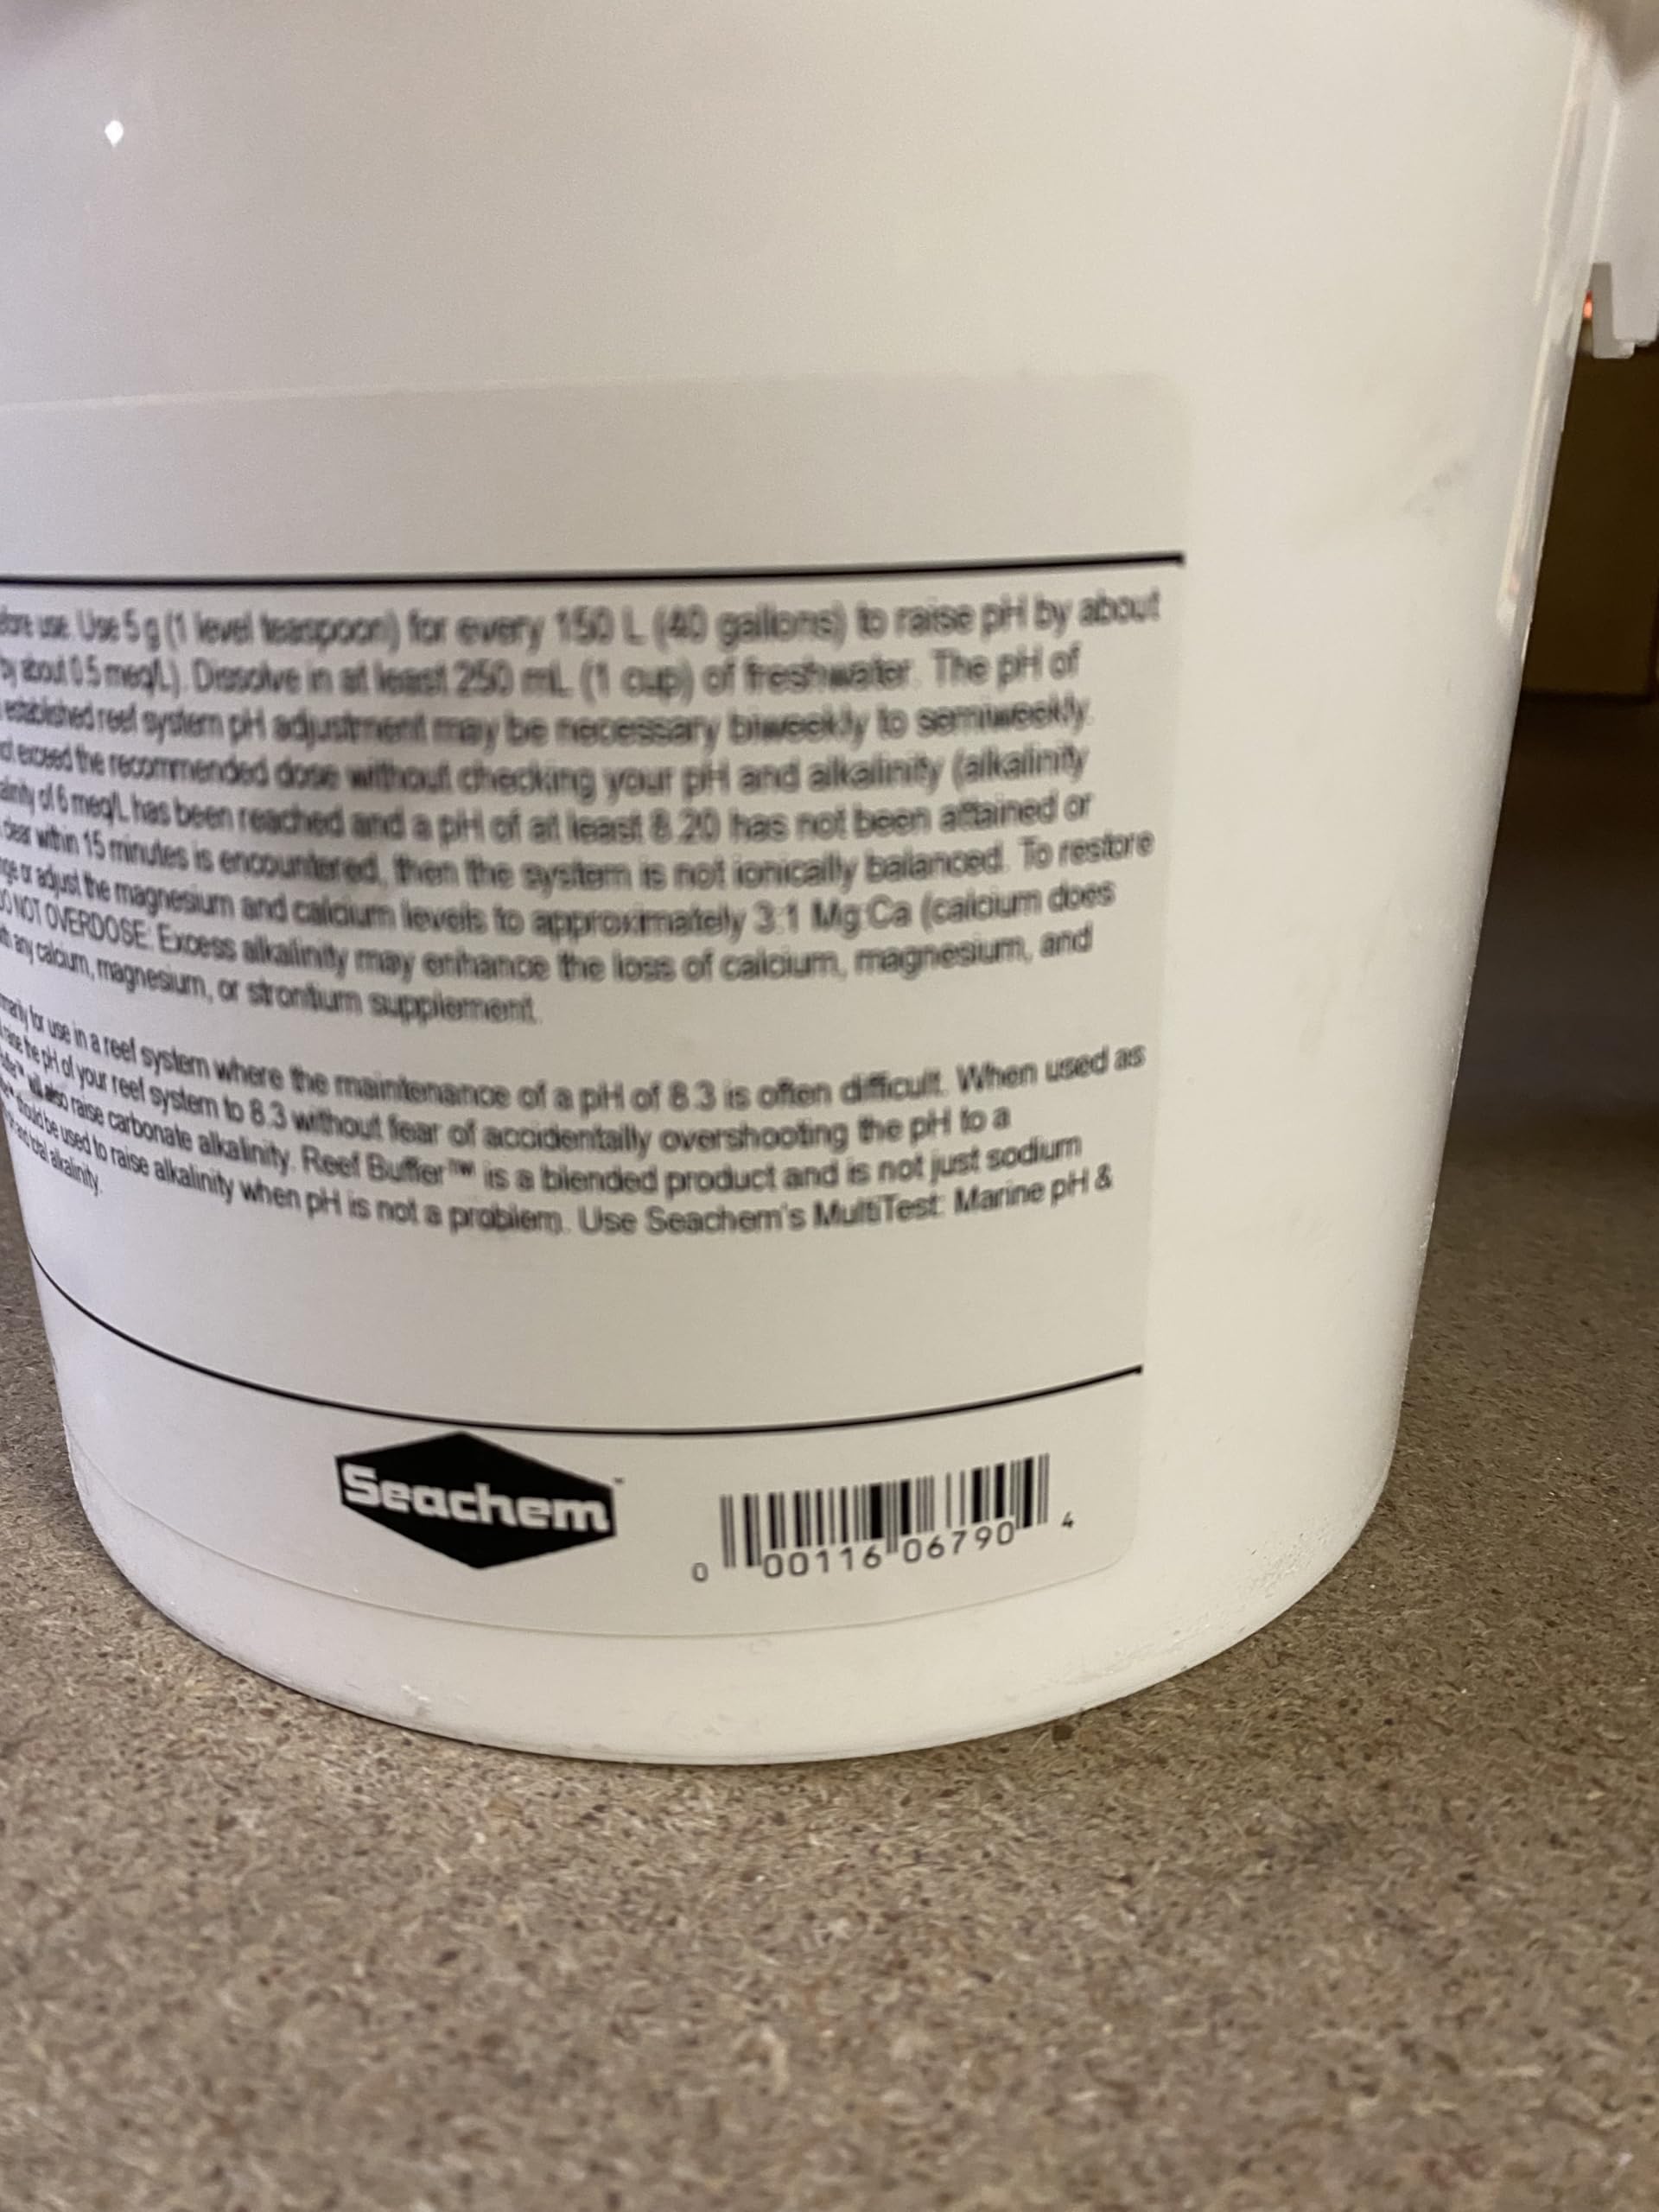 use. Use 5 g (1 level teaspoon) for every 150 L (40 gallons) to raise pH by about
by about 0.5 meq/L). Dissolve in at least 250 mL (1 cup) of freshwater. The pH of
established reef system pH adjustment may be necessary biweekly to semiweekly.
exceed the recommended dose without checking your pH and alkalinity (alkalinity
of 6 meq/L has been reached and a pH of at least 8.20 has not been attained or
clear within 15 minutes is encountered, then the system is not ionically balanced. To restore
or adjust the magnesium and calcium levels to approximately 3:1 Mg:Ca (calcium does
DO NOT OVERDOSE. Excess alkalinity may enhance the loss of calcium, magnesium, and
any calcium, magnesium, or strontium supplement.
for use in a reef system where the maintenance of a pH of 8.3 is often difficult. When used as
raise the pH of your reef system to 8.3 without fear of accidentally overshooting the pH to a
will also raise carbonate alkalinity. Reef Buffer™ is a blended product and is not just sodium
should be used to raise alkalinity when pH is not a problem. Use Seachem's MultiTest: Marine pH &
and total alkalinity.
Seachem™
0 00116 06790 4